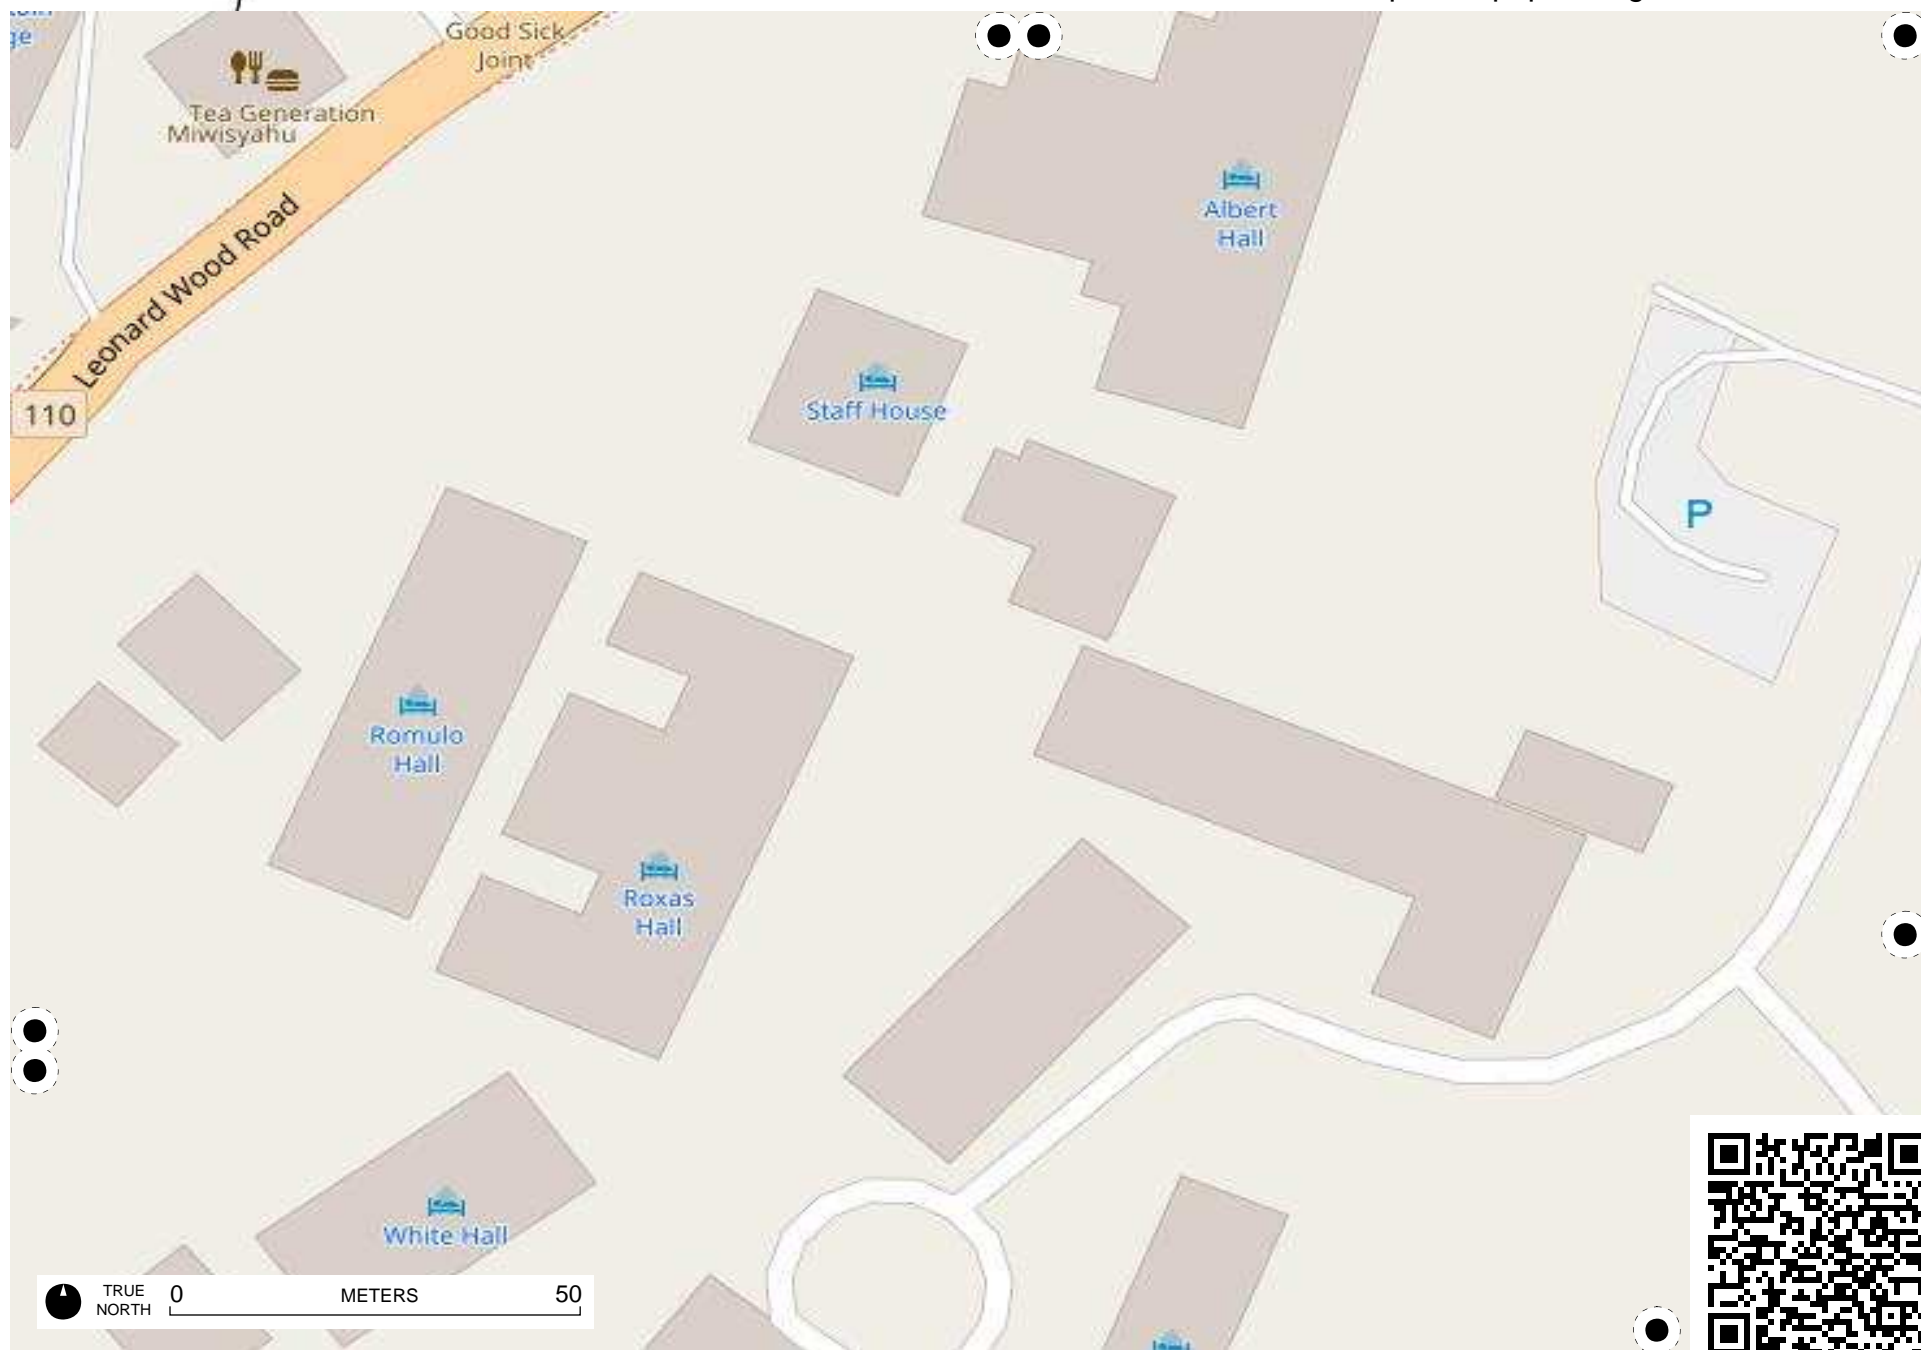 Good Sick
Joint
Tea Generation
Miwisyahu
Leonard Wood Road
110
Albert
Hall
Staff House
P
Romulo
Hall
Roxas
Hall
White Hall
TRUE
NORTH
0
METERS
50